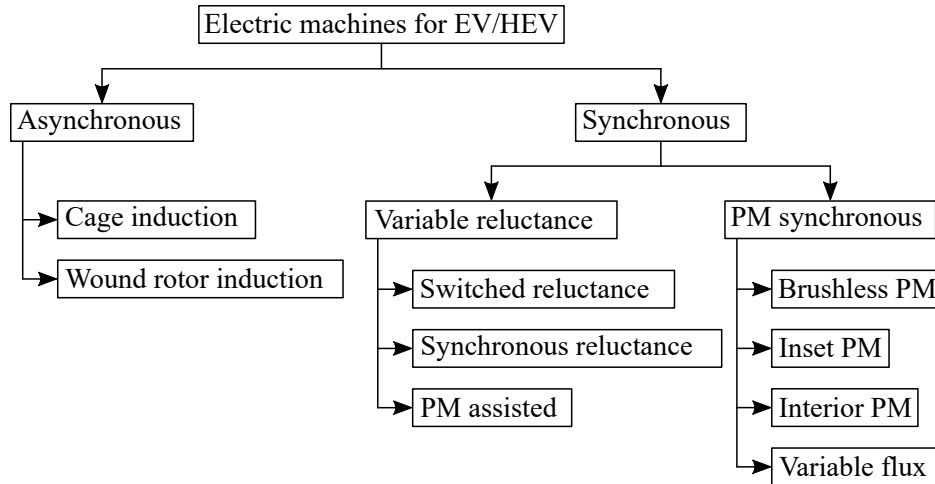 Electric machines for EV/HEV
Asynchronous
Synchronous
Cage induction
Wound rotor induction
Variable reluctance
PM synchronous
Switched reluctance
Synchronous reluctance
PM assisted
Brushless PM
Inset PM
Interior PM
Variable flux